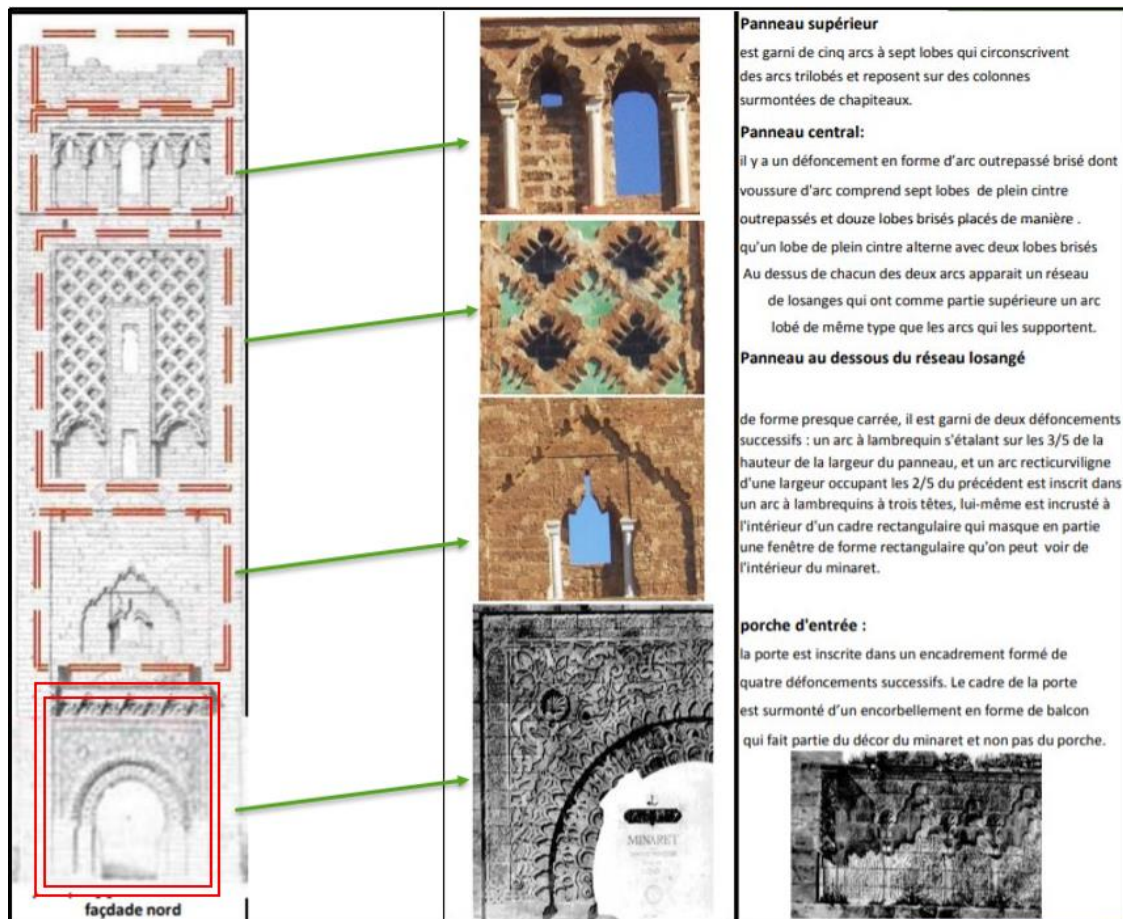 Panneau supérieur
est garni de cinq arcs à sept lobes qui circonscrivent
des arcs trilobés et reposent sur des colonnes
surmontées de chapiteaux.
Panneau central:
il y a un défoncement en forme d'arc outrepassé brisé dont
voussure d'arc comprend sept lobes de plein cintre
outrepassés et douze lobes brisés placés de manière .
qu'un lobe de plein cintre alterne avec deux lobes brisés
Au dessus de chacun des deux arcs apparait un réseau
de losanges qui ont comme partie supérieure un arc
lobé de même type que les arcs qui les supportent.
Panneau au dessous du réseau losangé
de forme presque carrée, il est garni de deux défoncements
successifs : un arc à lambrequin s'étalant sur les 3/5 de la
hauteur de la largeur du panneau, et un arc recticurviligne
d'une largeur occupant les 2/5 du précédent est inscrit dans
un arc à lambrequins à trois têtes, lui-même est incrusté à
l'intérieur d'un cadre rectangulaire qui masque en partie
une fenêtre de forme rectangulaire qu'on peut voir de
l'intérieur du minaret.
porche d'entrée :
la porte est inscrite dans un encadrement formé de
quatre défoncements successifs. Le cadre de la porte
est surmonté d'un encorbellement en forme de balcon
qui fait partie du décor du minaret et non pas du porche.
MINARET
façdade nord